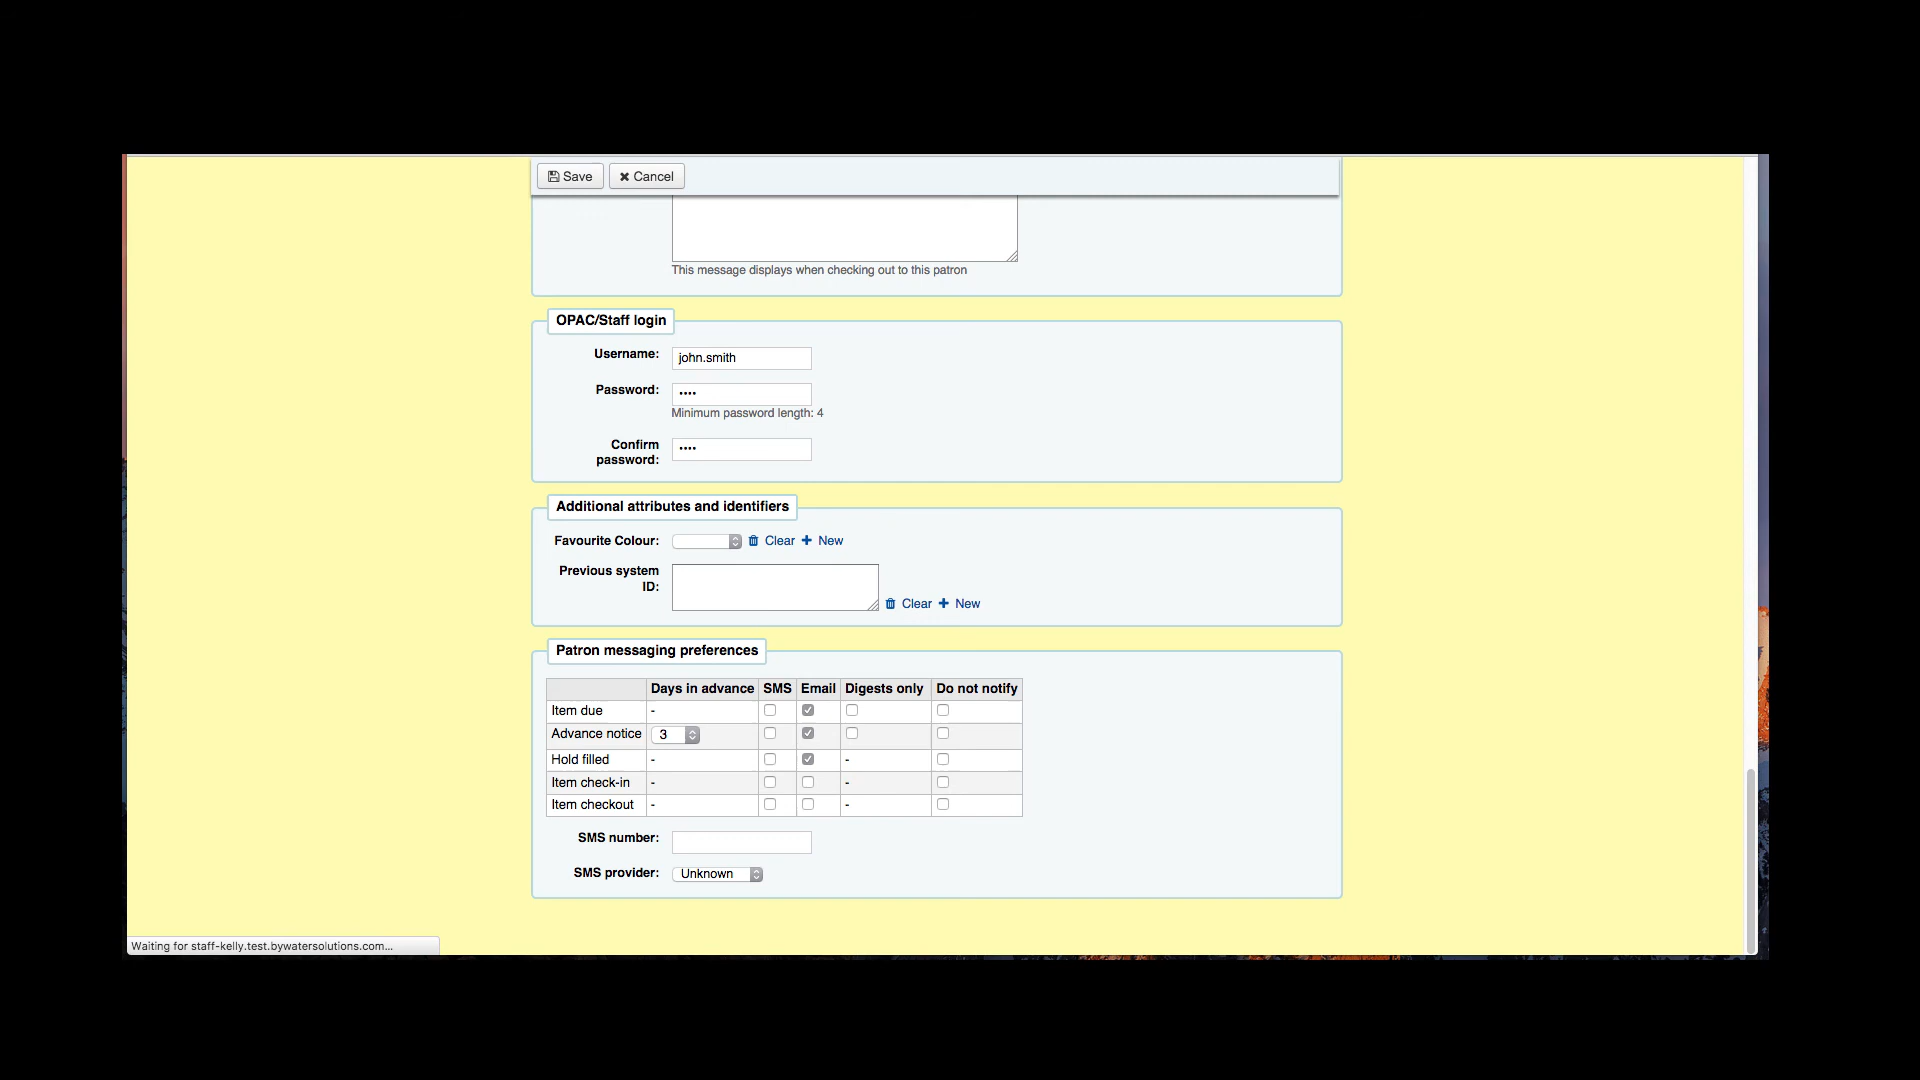 Save Cancel
This message displays when checking out to this patron
OPAC/Staff login
Username: john.smith
Password: ••••
Minimum password length: 4
Confirm
password: ••••
Additional attributes and identifiers
Favourite Colour: Clear New
Previous system
ID:
Clear New
Patron messaging preferences
Days in advance SMS Email Digests only Do not notify
Item due -
Advance notice 3
Hold filled - -
Item check-in - -
Item checkout - -
SMS number:
SMS provider: Unknown
Waiting for staff-kelly.test.bywatersolutions.com...